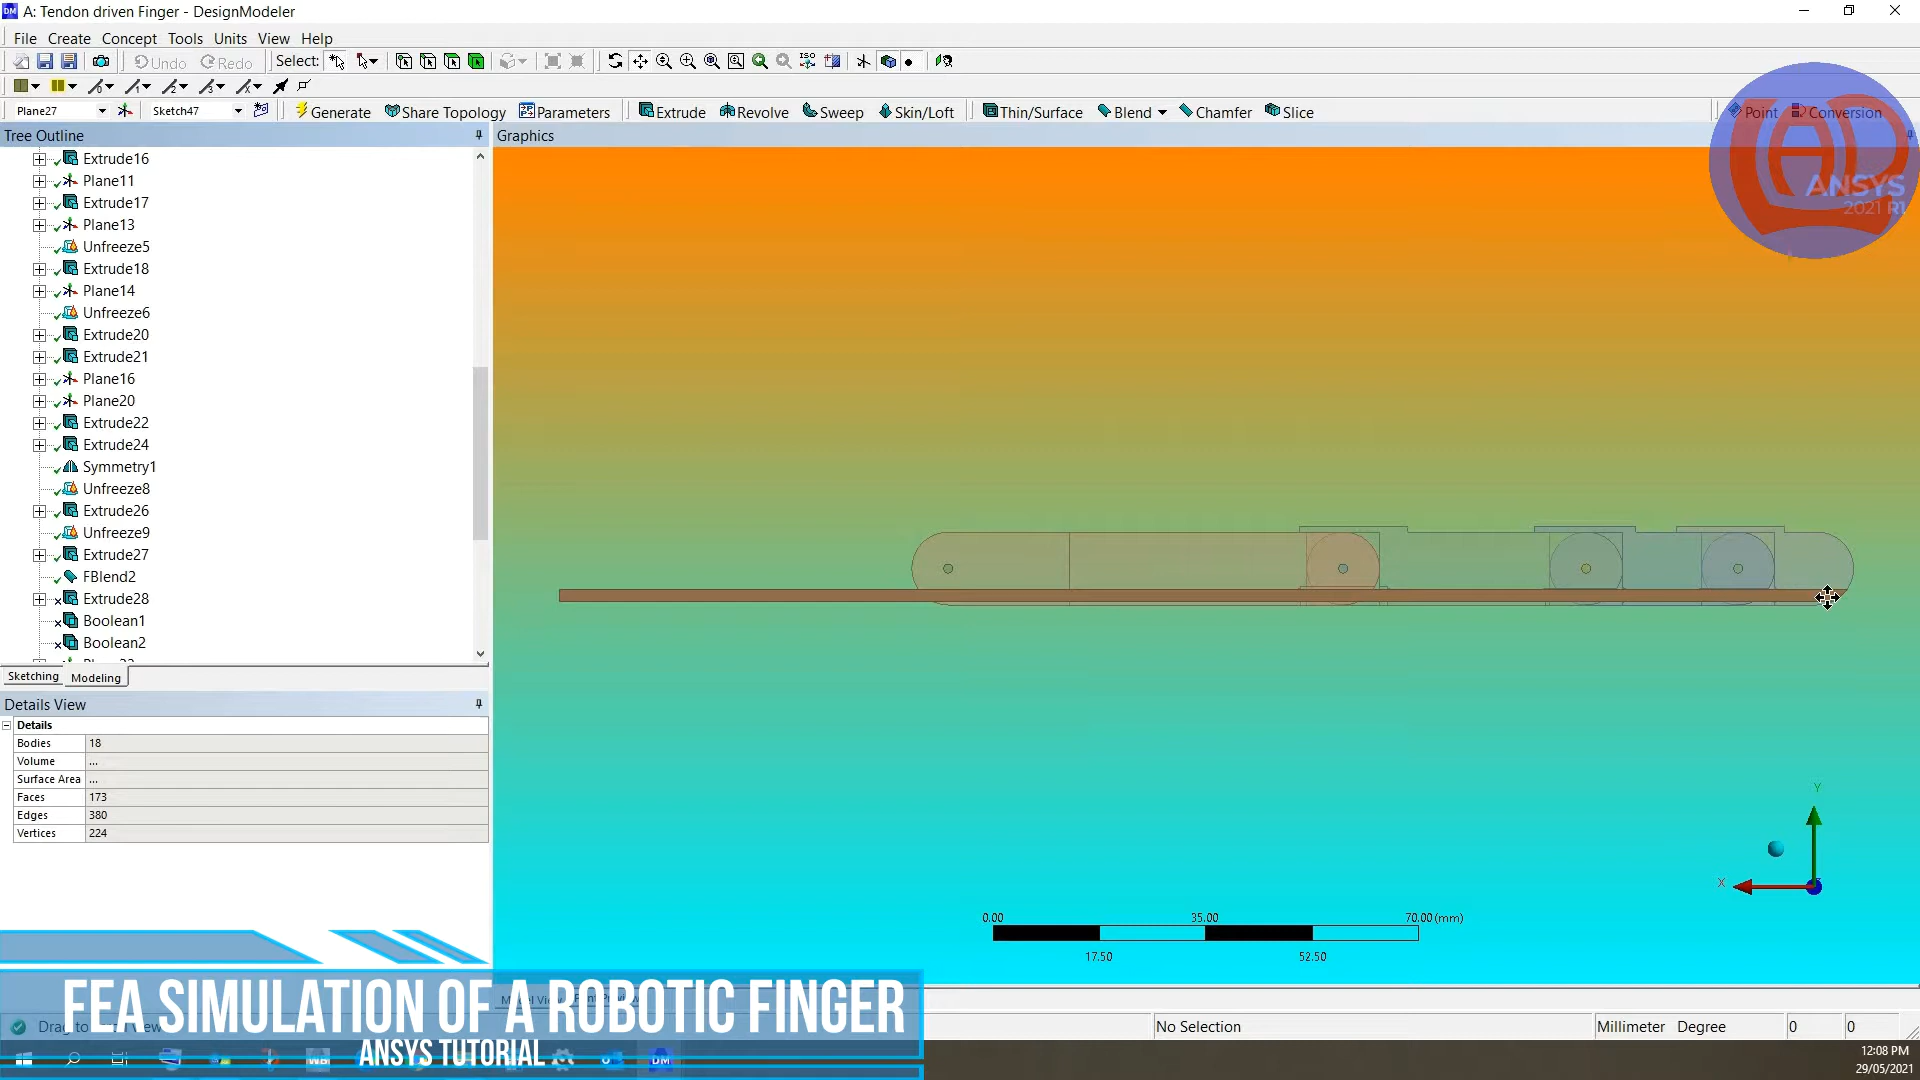 A: Tendon driven Finger - DesignModeler
File Create Concept Tools Units View Help
Undo Redo Select: ISO
Plane27 Sketch47 Generate Share Topology Parameters Extrude Revolve Sweep Skin/Loft Thin/Surface Blend Chamfer Slice Point Conversion
Tree Outline
Graphics
Extrude16
Plane11
Extrude17
Plane13
Unfreeze5
Extrude18
Plane14
Unfreeze6
Extrude20
Extrude21
Plane16
Plane20
Extrude22
Extrude24
Symmetry1
Unfreeze8
Extrude26
Unfreeze9
Extrude27
FBlend2
Extrude28
Boolean1
Boolean2
ANSYS
2021 R1
Sketching Modeling
Details View
Details
Bodies 18
Volume ...
Surface Area ...
Faces 173
Edges 380
Vertices 224
Y
X
0.00 35.00 70.00 (mm)
17.50 52.50
FEA SIMULATION OF A ROBOTIC FINGER
ANSYS TUTORIAL
No Selection
Millimeter Degree 0 0
DM
12:08 PM
29/05/2021